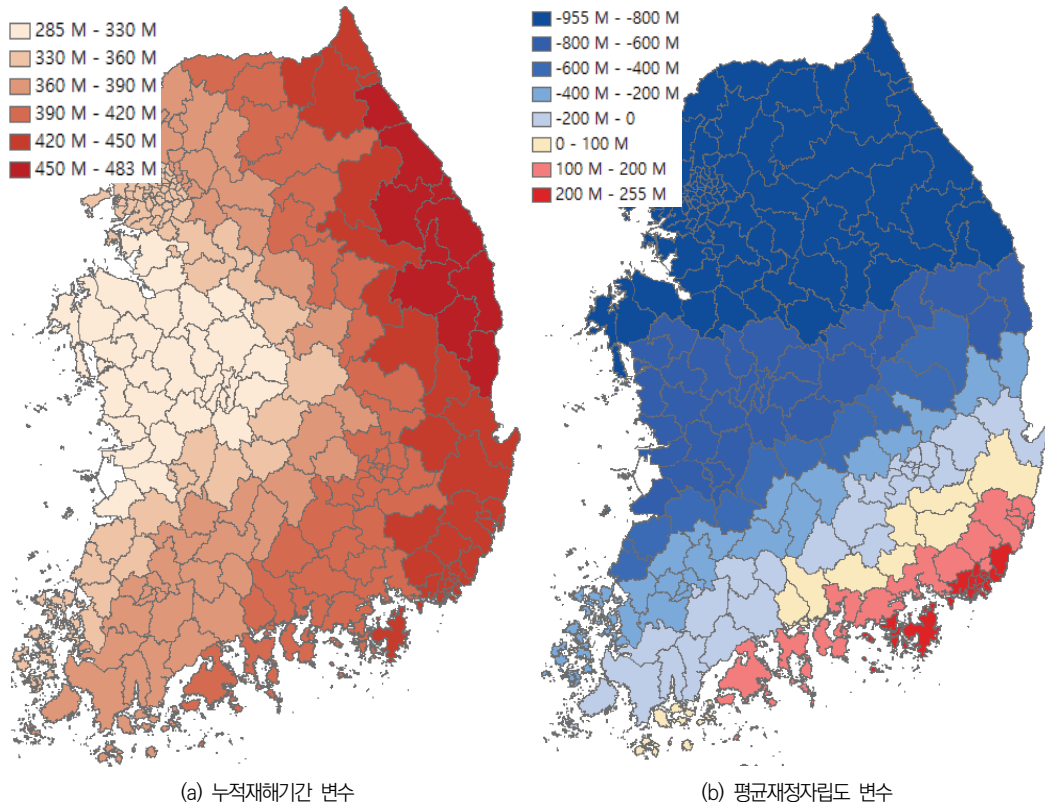 285 M - 330 M
330 M - 360 M
360 M - 390 M
390 M - 420 M
420 M - 450 M
450 M - 483 M
-955 M - -800 M
-800 M - -600 M
-600 M - -400 M
-400 M - -200 M
-200 M - 0
0 - 100 M
100 M - 200 M
200 M - 255 M
(a) 누적재해기간 변수
(b) 평균재정자립도 변수